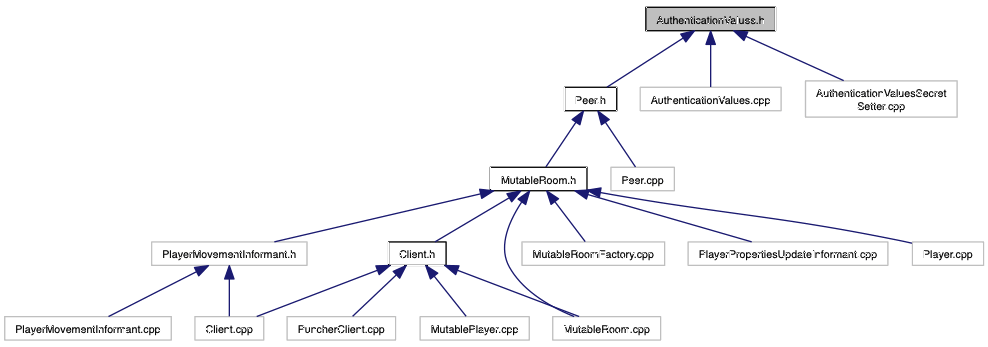 AuthenticationValues.h
Peer.h
AuthenticationValues.cpp
AuthenticationValuesSecret
Setter.cpp
MutableRoom.h
Peer.cpp
PlayerMovementInformant.h
Client.h
MutableRoomFactory.cpp
PlayerPropertiesUpdateInformant.cpp
Player.cpp
PlayerMovementInformant.cpp
Client.cpp
PuncherClient.cpp
MutablePlayer.cpp
MutableRoom.cpp